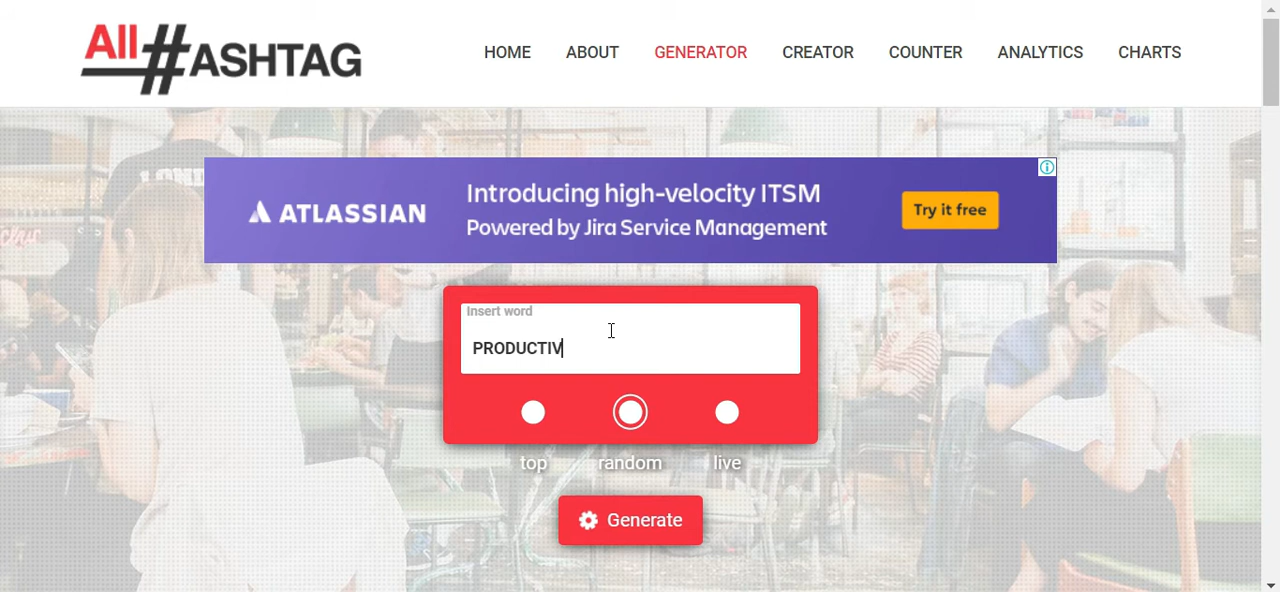 All #ASHTAG
HOME ABOUT GENERATOR CREATOR COUNTER ANALYTICS CHARTS
LOND
ATLASSIAN
Introducing high-velocity ITSM
Powered by Jira Service Management
Try it free
Insert word
PRODUCTIV
top random live
Generate